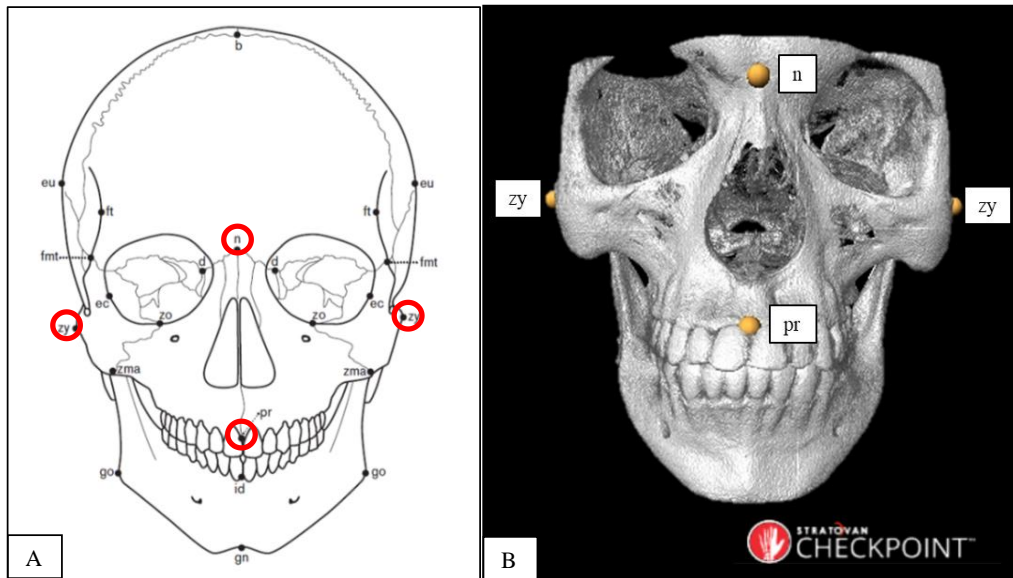 b
eu
eu
ft
ft
n
fmt
fmt
d
d
ec
ec
zy
zy
zo
zo
zma
zma
pr
go
go
id
gn
A
n
zy
zy
pr
STRATOVAN
CHECKPOINT™
B